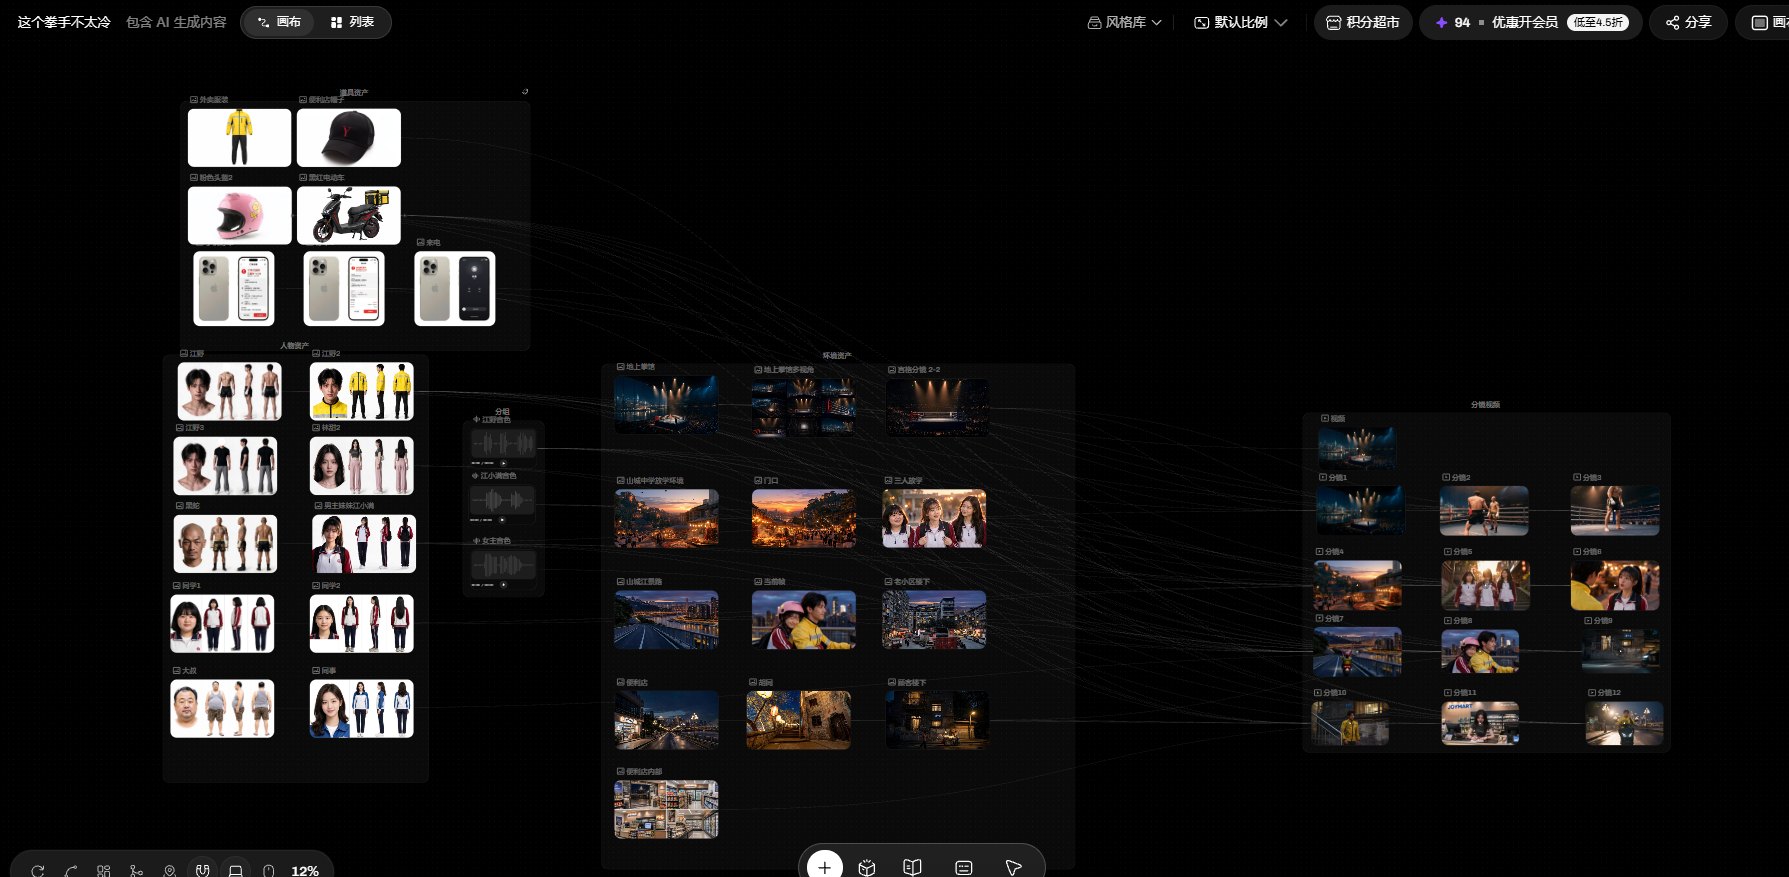 这个拳手不太冷
包含 AI 生成内容
画布
列表
风格库
默认比例
积分超市
94
优惠开会员
低至4.5折
分享
道具资产
外卖服装
便利店帽子
粉色头盔2
黑红电动车
来电
人物资产
江野
江野2
江野3
林甜2
黑蛇
男主妹妹江小满
同学1
同学2
大叔
同事
分组
江野音色
江小满音色
女主音色
环境资产
地上拳馆
地上拳馆多视角
宫格分镜 2-2
山城中学放学环境
门口
三人放学
山城江景路
当前帧
老小区楼下
便利店
胡同
顾客楼下
便利店内部
分镜视频
视频
分镜1
分镜2
分镜3
分镜4
分镜5
分镜6
分镜7
分镜8
分镜9
分镜10
分镜11
分镜12
JOYMART
12%